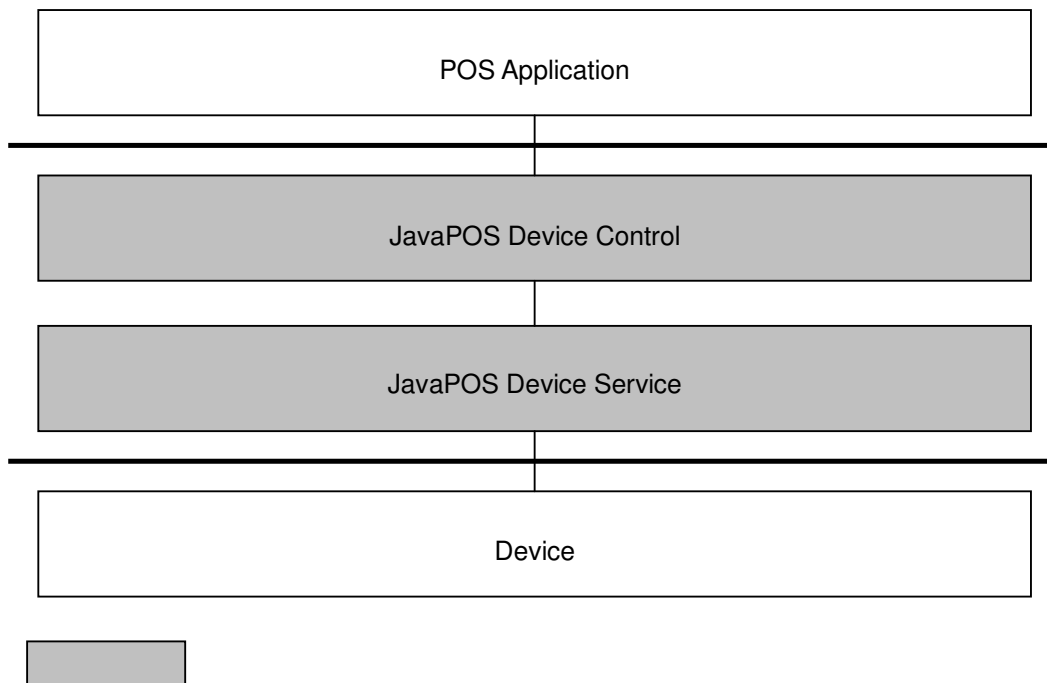 POS Application
JavaPOS Device Control
JavaPOS Device Service
Device